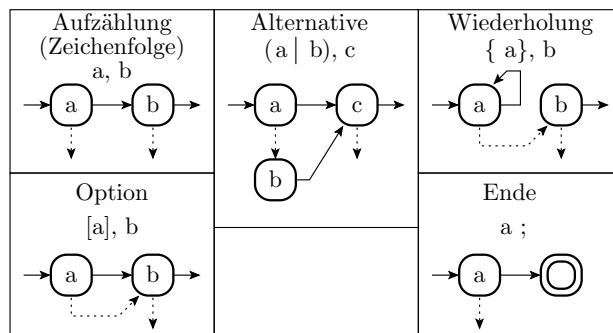 Aufzählung
(Zeichenfolge)
a, b
a
b
Alternative
(a | b), c
a
c
b
Wiederholung
{ a}, b
a
b
Option
[a], b
a
b
Ende
a ;
a